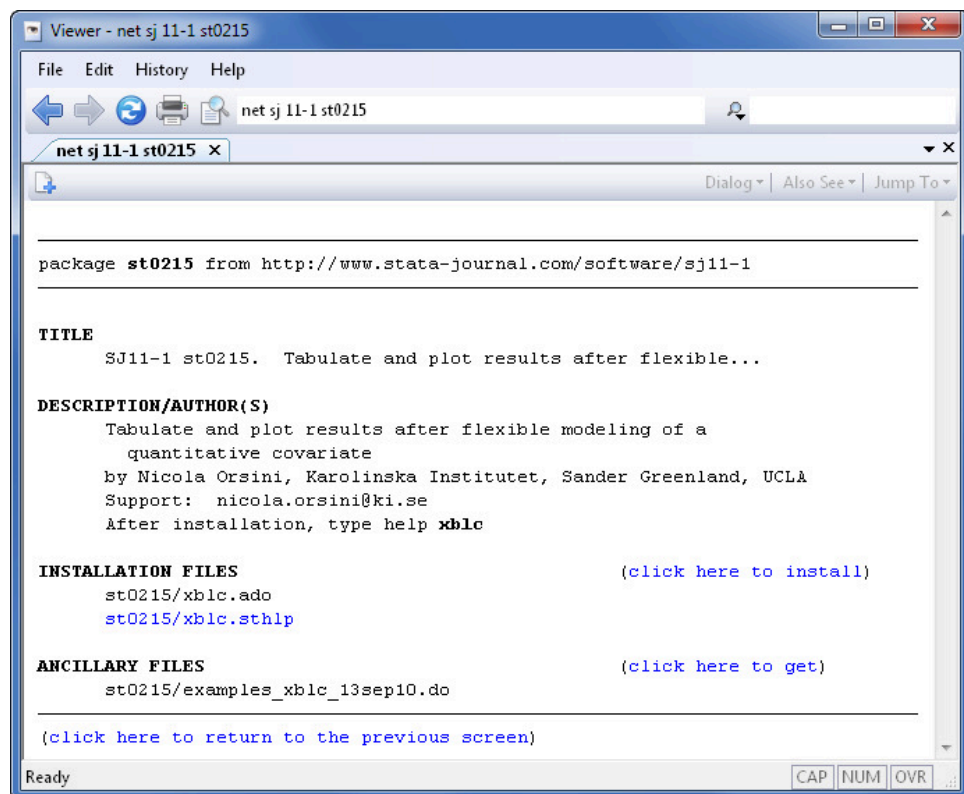 Viewer - net sj 11-1 st0215
File Edit History Help
net sj 11-1 st0215
net sj 11-1 st0215
Dialog Also See Jump To
package st0215 from http://www.stata-journal.com/software/sj11-1
TITLE
SJ11-1 st0215. Tabulate and plot results after flexible...
DESCRIPTION/AUTHOR(S)
Tabulate and plot results after flexible modeling of a
quantitative covariate
by Nicola Orsini, Karolinska Institutet, Sander Greenland, UCLA
Support: nicola.orsini@ki.se
After installation, type help xblc
INSTALLATION FILES (click here to install)
st0215/xblc.ado
st0215/xblc.sthlp
ANCILLARY FILES (click here to get)
st0215/examples_xblc_13sep10.do
(click here to return to the previous screen)
Ready CAP NUM OVR